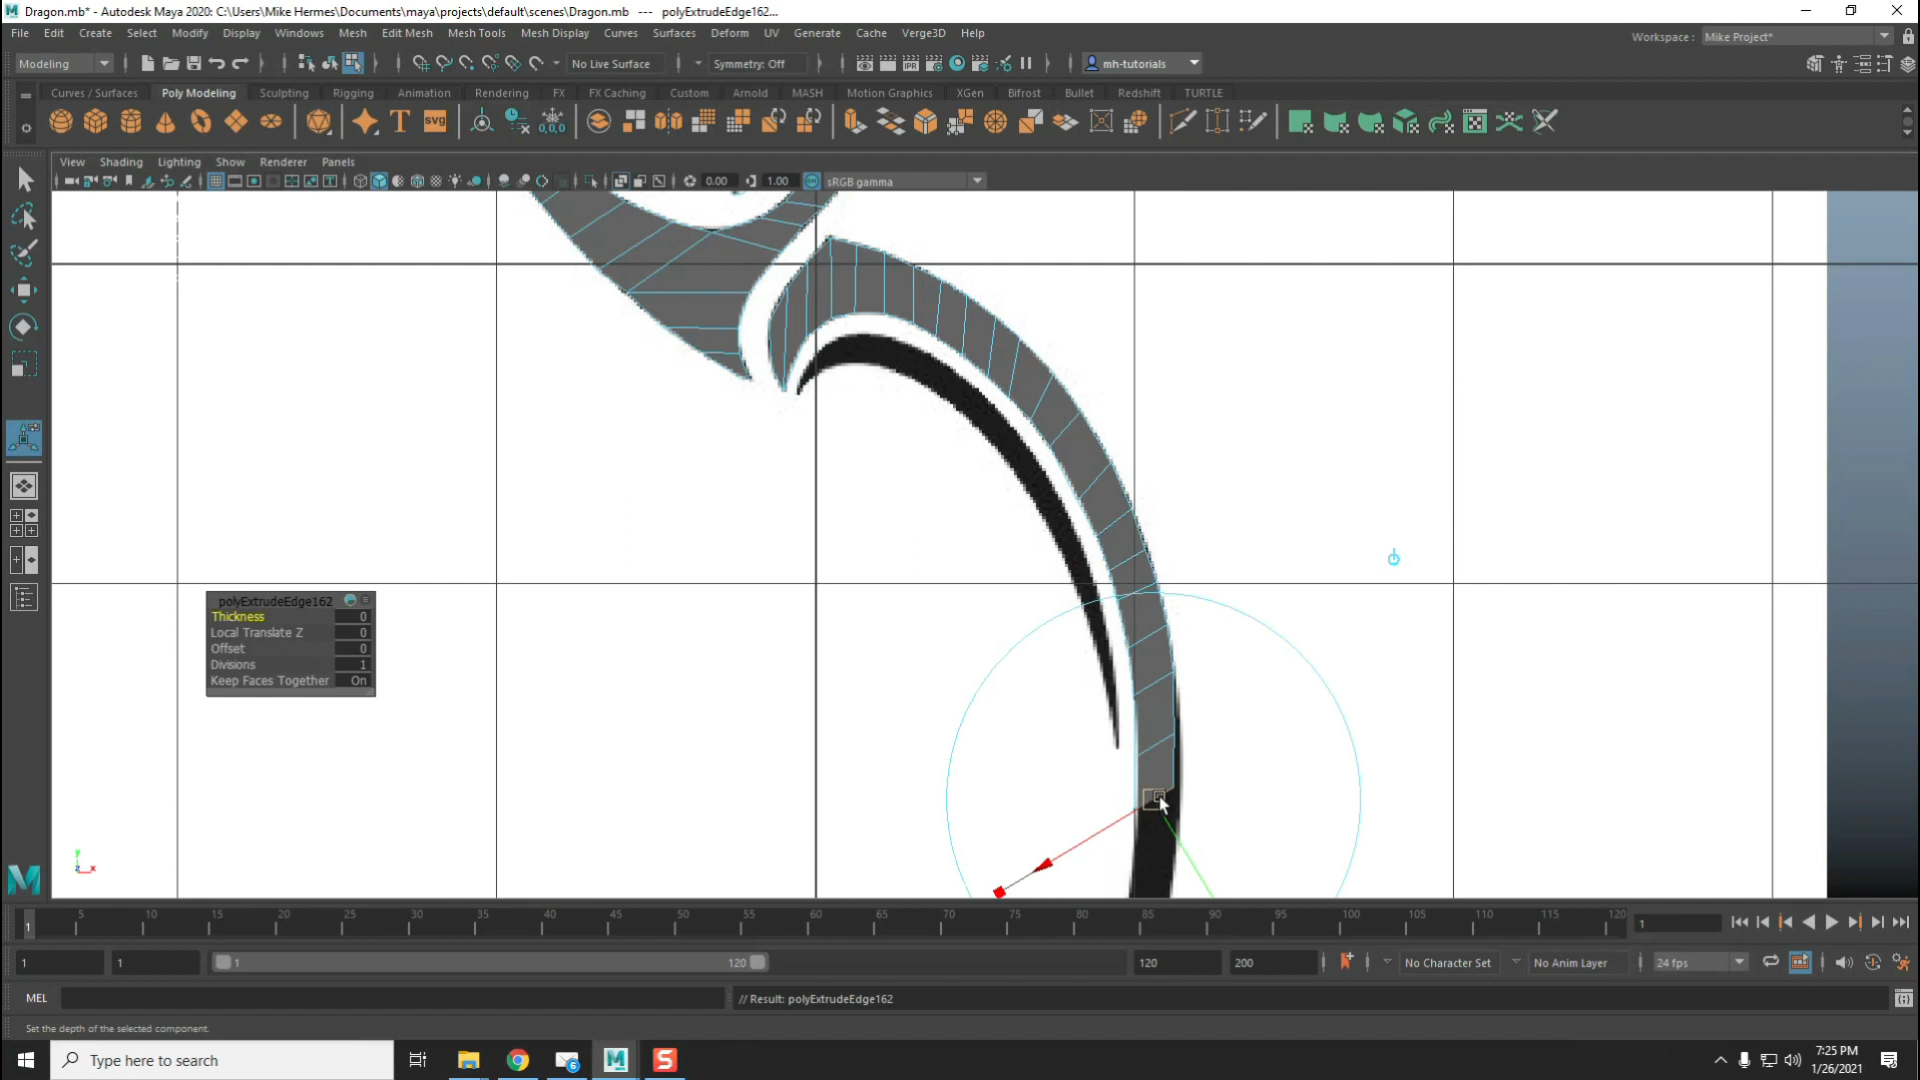 Dragon.mb* - Autodesk Maya 2020: C:\Users\Mike Hermes\Documents\maya\projects\default\scenes\Dragon.mb --- polyExtrudeEdge162...
File Edit Create Select Modify Display Windows Mesh Edit Mesh Mesh Tools Mesh Display Curves Surfaces Deform UV Generate Cache Verge3D Help
Workspace : Mike Project*
Modeling No Live Surface Symmetry: Off mh-tutorials
Curves / Surfaces Poly Modeling Sculpting Rigging Animation Rendering FX FX Caching Custom Arnold MASH Motion Graphics XGen Bifrost Bullet Redshift TURTLE
T SVG 0,0,0
IPR
View Shading Lighting Show Renderer Panels
0.00 1.00 sRGB gamma
polyExtrudeEdge162
Thickness 0
Local Translate Z 0
Offset 0
Divisions 1
Keep Faces Together On
y
z x
1 5 10 15 20 25 30 35 40 45 50 55 60 65 70 75 80 85 90 95 100 105 110 115 120 1
1 1 1 120 120 200 No Character Set No Anim Layer 24 fps
MEL // Result: polyExtrudeEdge162
Set the depth of the selected component.
Type here to search
7:25 PM
1/26/2021